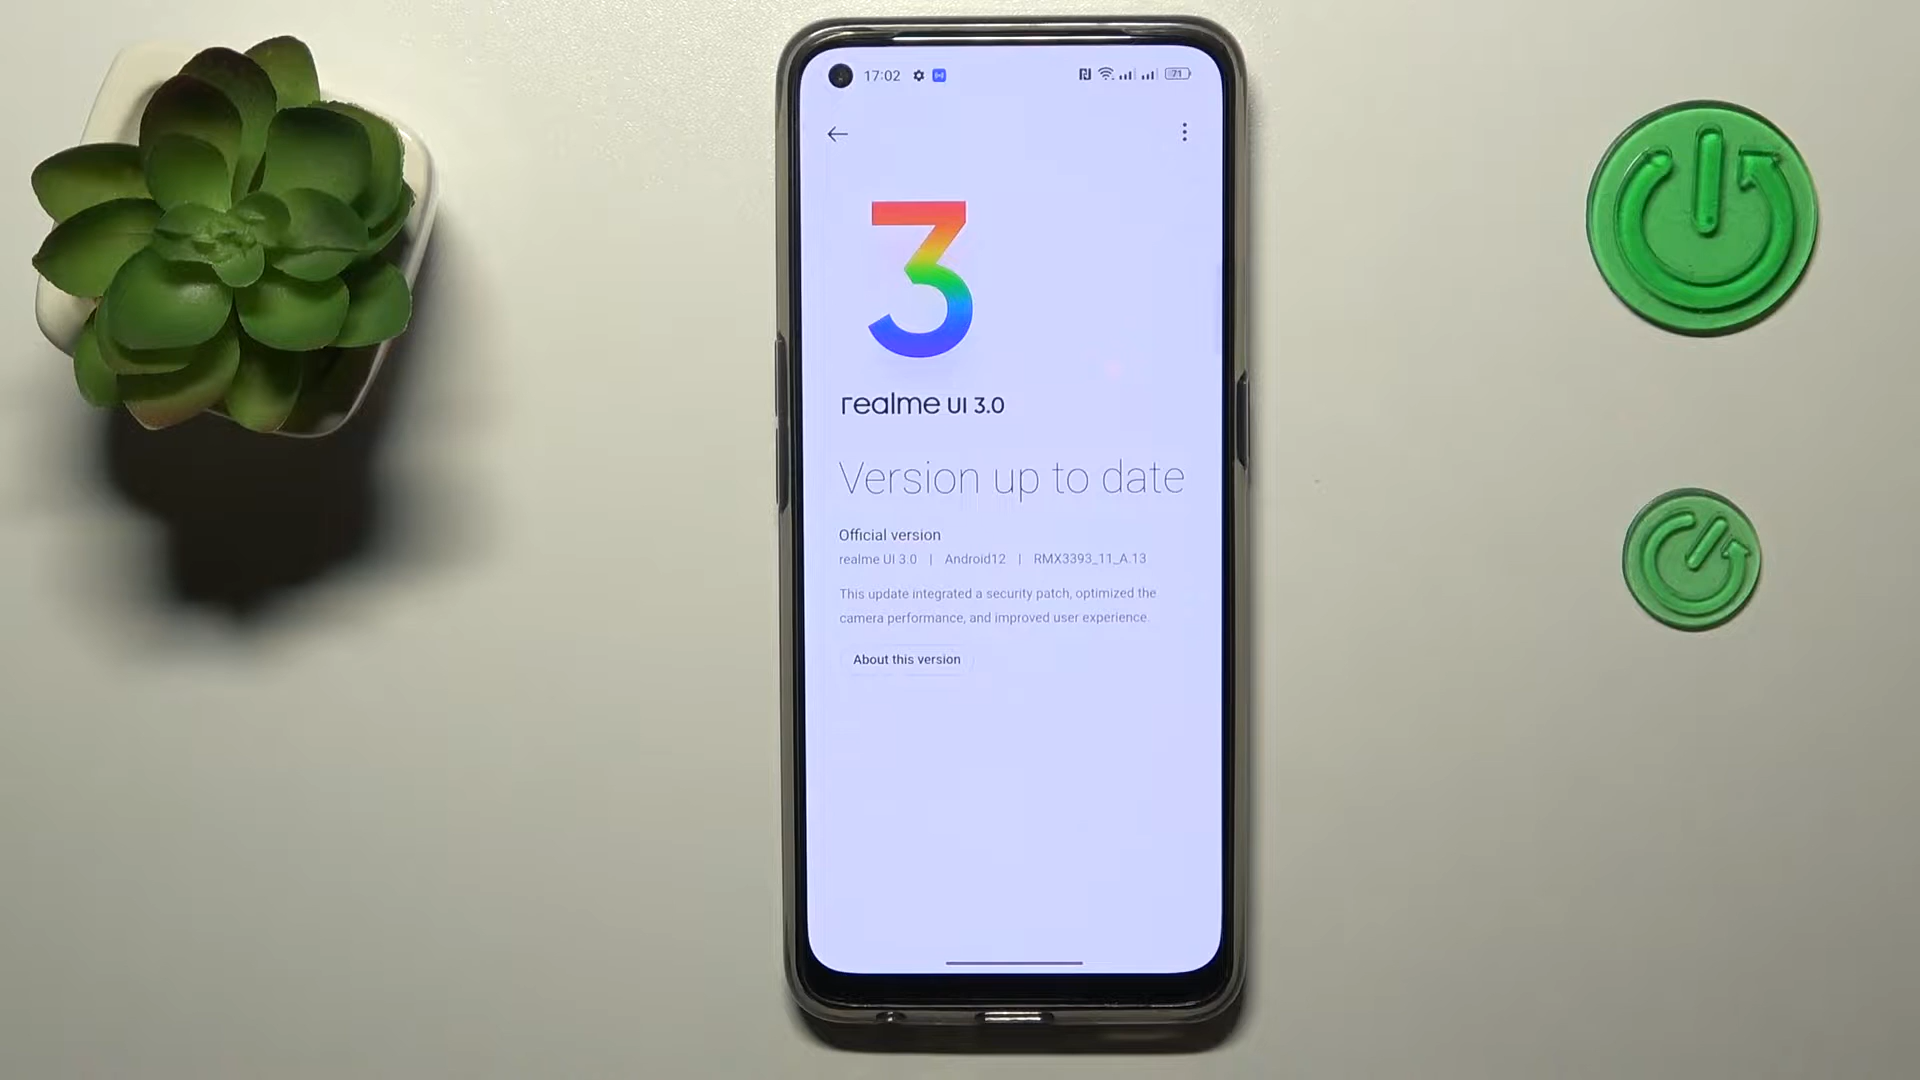 17:02
71
3
realme UI 3.0
Version up to date
Official version
realme UI 3.0 | Android12 | RMX3393_11_A.13
This update integrated a security patch, optimized the
camera performance, and improved user experience.
About this version